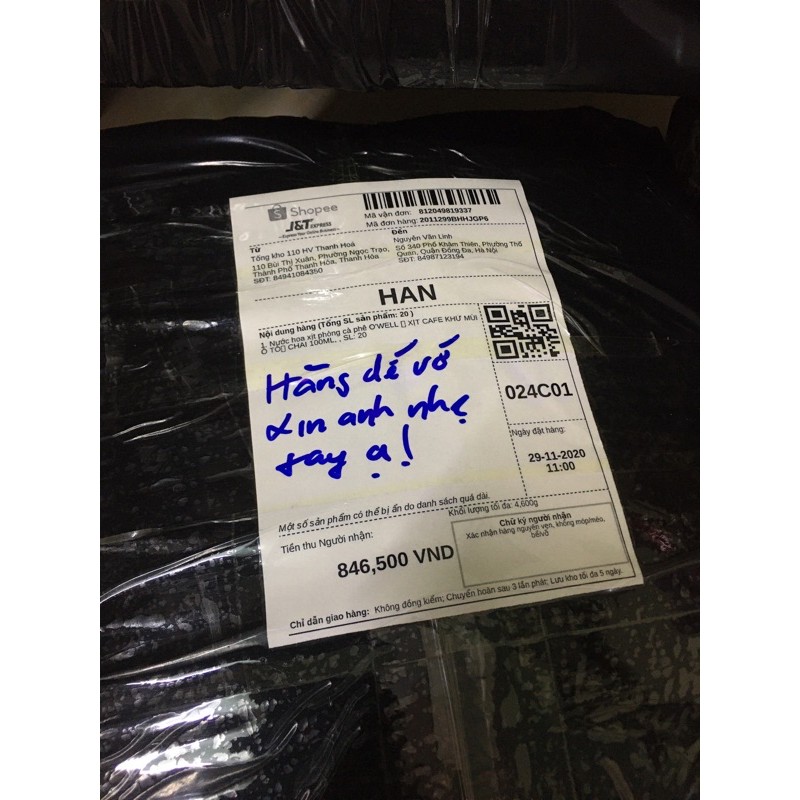 Shopee
J&T EXPRESS
Express Your Online Business
Mã vận đơn: 812049819337
Mã đơn hàng: 2011299BHHJGP6
Từ
Tổng kho 110 HV Thanh Hoá
110 Bùi Thị Xuân, Phường Ngọc Trạo,
Thành Phố Thanh Hóa, Thanh Hóa
SĐT: 84941084350
Đến
Nguyễn Văn Linh
Số 340 Phố Khâm Thiên, Phường Thổ
Quan, Quận Đống Đa, Hà Nội
SĐT: 84987123194
HAN
Nội dung hàng (Tổng SL sản phẩm: 20 )
1. Nước hoa xịt phòng cà phê O'WELL [] XỊT CAFE KHỬ MÙI
Ô TÔ[] CHAI 100ML, , SL: 20
Hàng dễ vỡ
xin anh nhẹ
tay ạ!
024C01
Ngày đặt hàng:
29-11-2020
11:00
Một số sản phẩm có thể bị ẩn do danh sách quá dài.
Khối lượng tối đa: 4,600g
Tiền thu Người nhận:
846,500 VND
Chữ ký người nhận
Xác nhận hàng nguyên vẹn, không móp/méo,
bể/vỡ
Chỉ dẫn giao hàng: Không đồng kiểm; Chuyển hoàn sau 3 lần phát; Lưu kho tối đa 5 ngày.